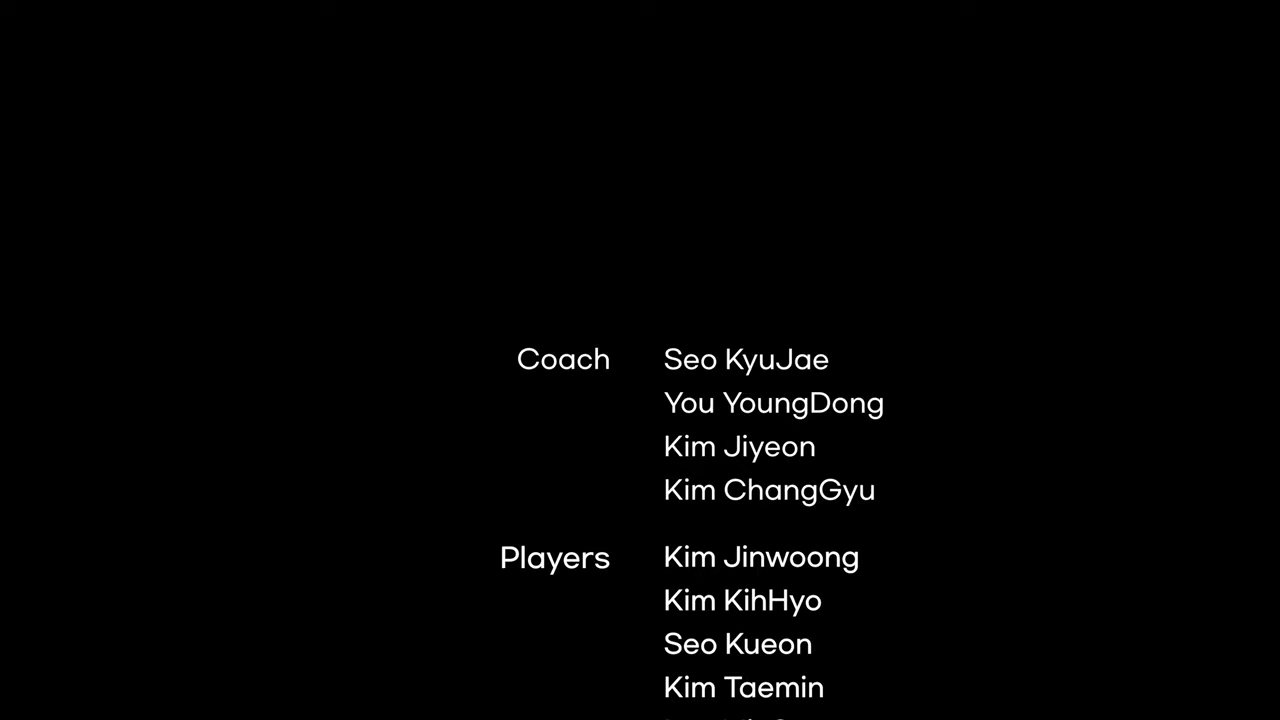 Coach Seo KyuJae
You YoungDong
Kim Jiyeon
Kim ChangGyu
Players Kim Jinwoong
Kim KihHyo
Seo Kueon
Kim Taemin